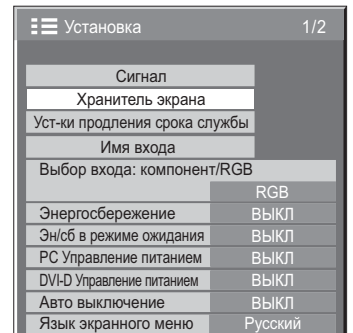 Установка 1/2
Сигнал
Хранитель экрана
Уст-ки продления срока службы
Имя входа
Выбор входа: компонент/RGB
RGB
Энергосбережение ВЫКЛ
Эн/сб в режиме ожидания ВЫКЛ
PC Управление питанием ВЫКЛ
DVI-D Управление питанием ВЫКЛ
Авто выключение ВЫКЛ
Язык экранного меню Русский